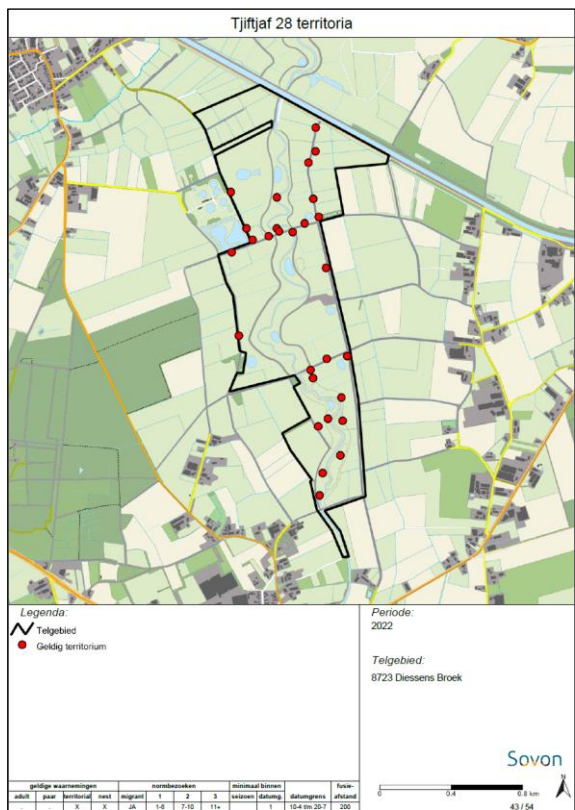 Tjiftjaf 28 territoria
Legenda:
Telgebied
Geldig territorium
Periode:
2022
Telgebied:
8723 Diessens Broek
Sovon
0 0.4 0.8 km
N
43 / 54
geldige waarnemingen normbezoeken minimaal binnen fusie-
adult paar territoriaal nest migrant 1 2 3 seizoen datumg. datumgrens afstand
. . X X JA 1-6 7-10 11+ . 1 10-4 t/m 20-7 200